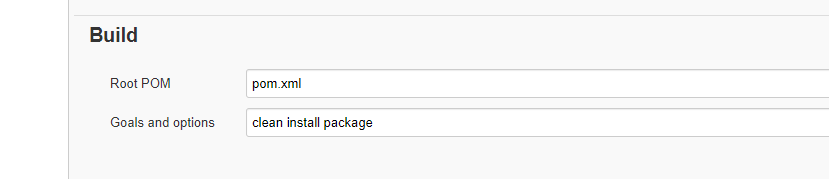 Build
Root POM pom.xml
Goals and options clean install package